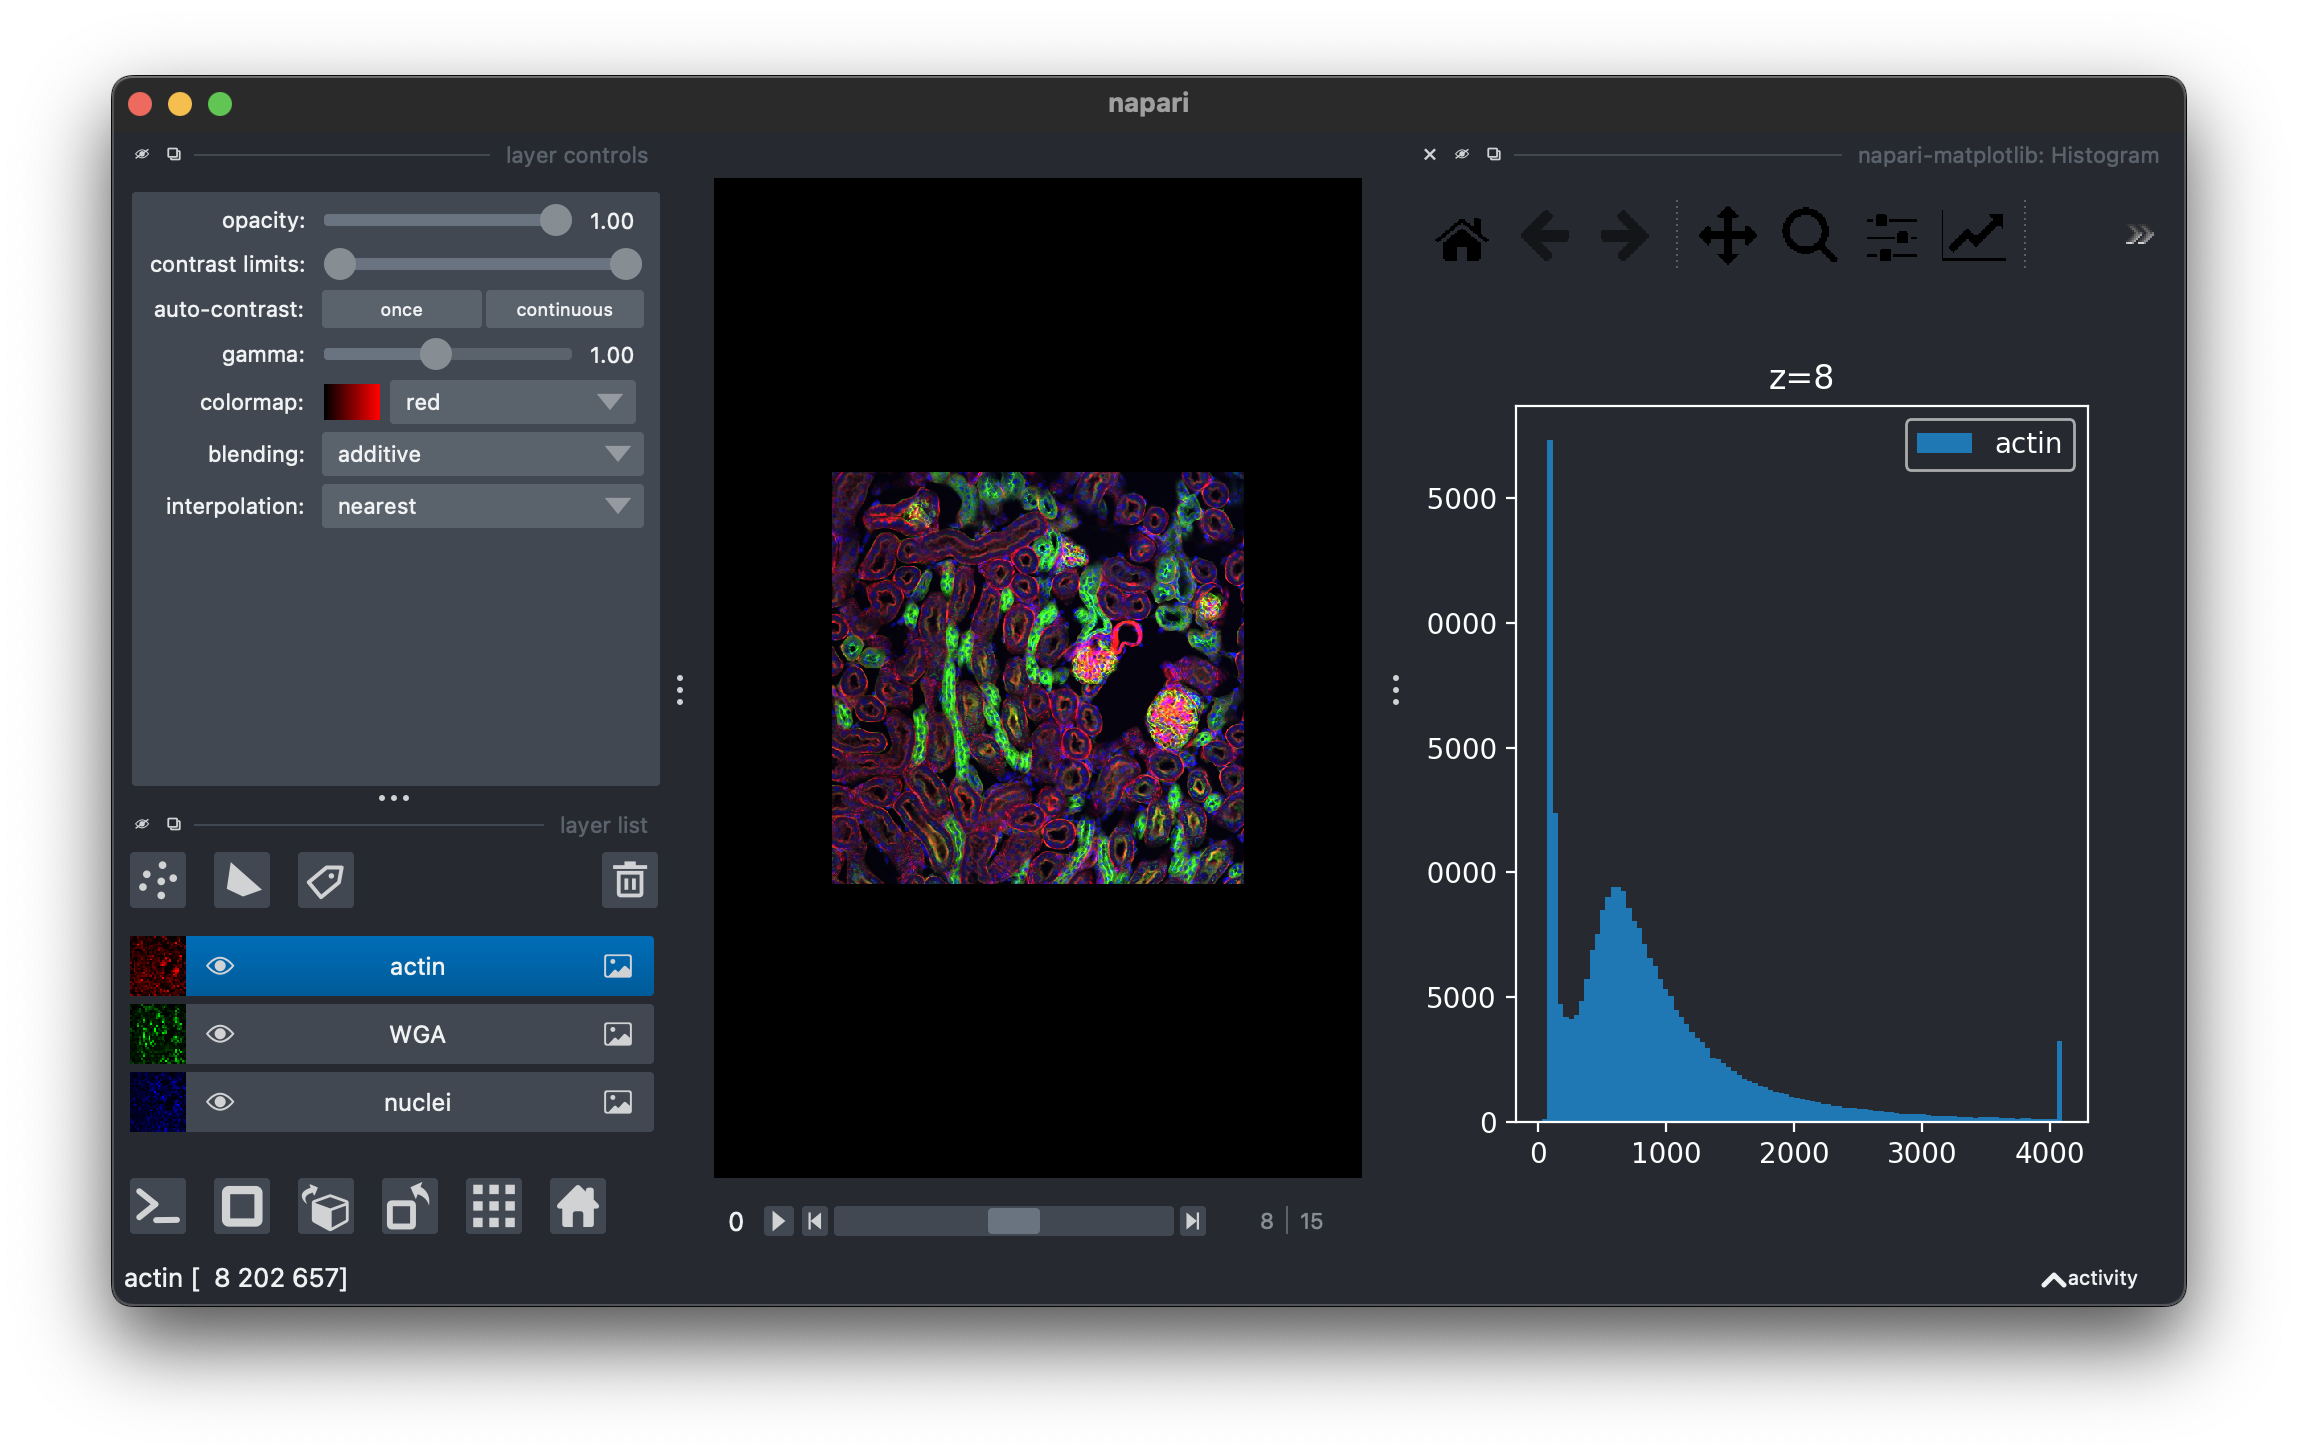 napari
layer controls
opacity: 1.00
contrast limits:
auto-contrast: once continuous
gamma: 1.00
colormap: red
blending: additive
interpolation: nearest
layer list
actin
WGA
nuclei
actin [ 8 202 657]
0 8 15
napari-matplotlib: Histogram
z=8
actin
5000
0000
5000
0000
5000
0
0 1000 2000 3000 4000
activity